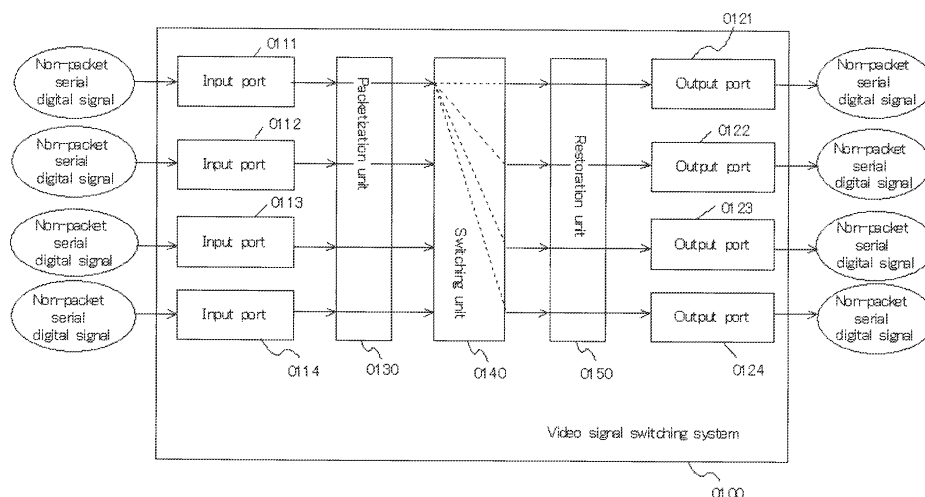 0111
0121
Non-packet
serial
digital signal
Input port
Output port
Non-packet
serial
digital signal
0112
0122
Non-packet
serial
digital signal
Input port
Packetization unit
Switching unit
Restoration unit
Output port
Non-packet
serial
digital signal
0113
0123
Non-packet
serial
digital signal
Input port
Output port
Non-packet
serial
digital signal
Non-packet
serial
digital signal
Input port
Output port
Non-packet
serial
digital signal
0114
0130
0140
0150
0124
Video signal switching system
0100